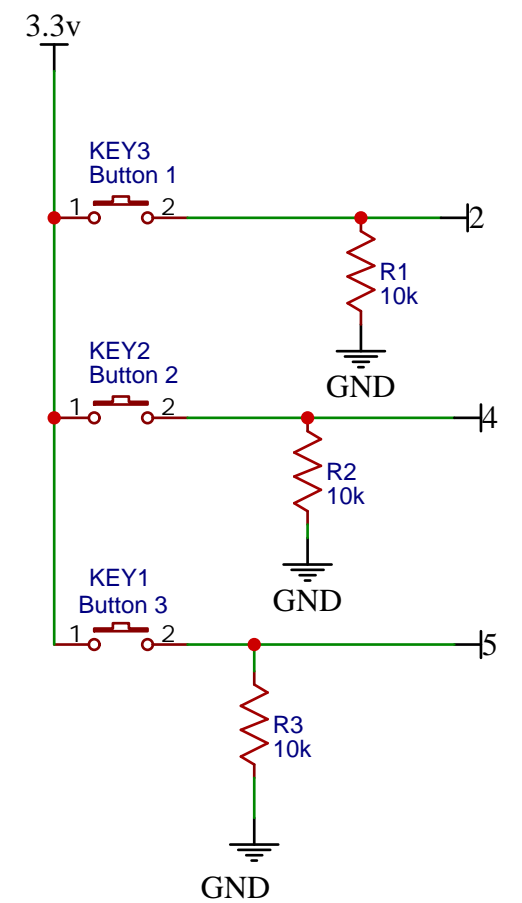 3.3v
KEY3
Button 1
1 2
2
R1
10k
GND
KEY2
Button 2
1 2
4
R2
10k
GND
KEY1
Button 3
1 2
5
R3
10k
GND